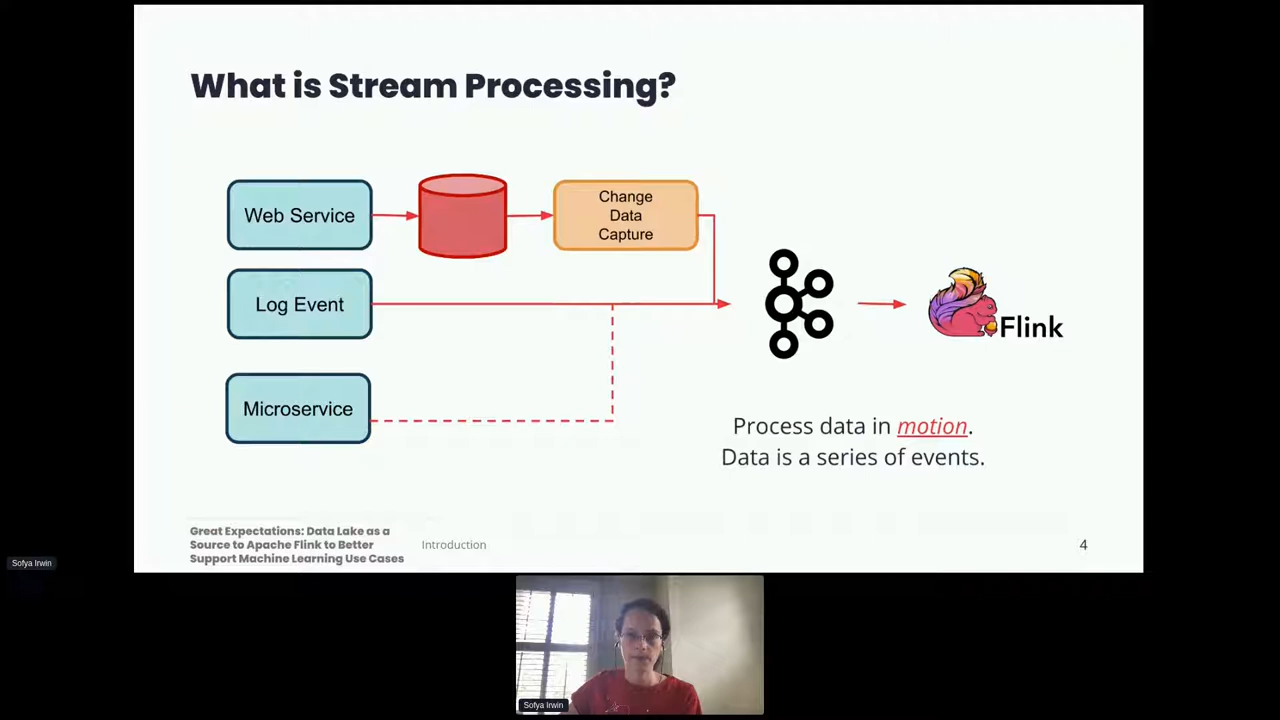 What is Stream Processing?
Web Service
Change
Data
Capture
Log Event
Microservice
Flink
Process data in motion.
Data is a series of events.
Great Expectations: Data Lake as a
Source to Apache Flink to Better
Support Machine Learning Use Cases
Introduction
4
Sofya Irwin
Sofya Irwin